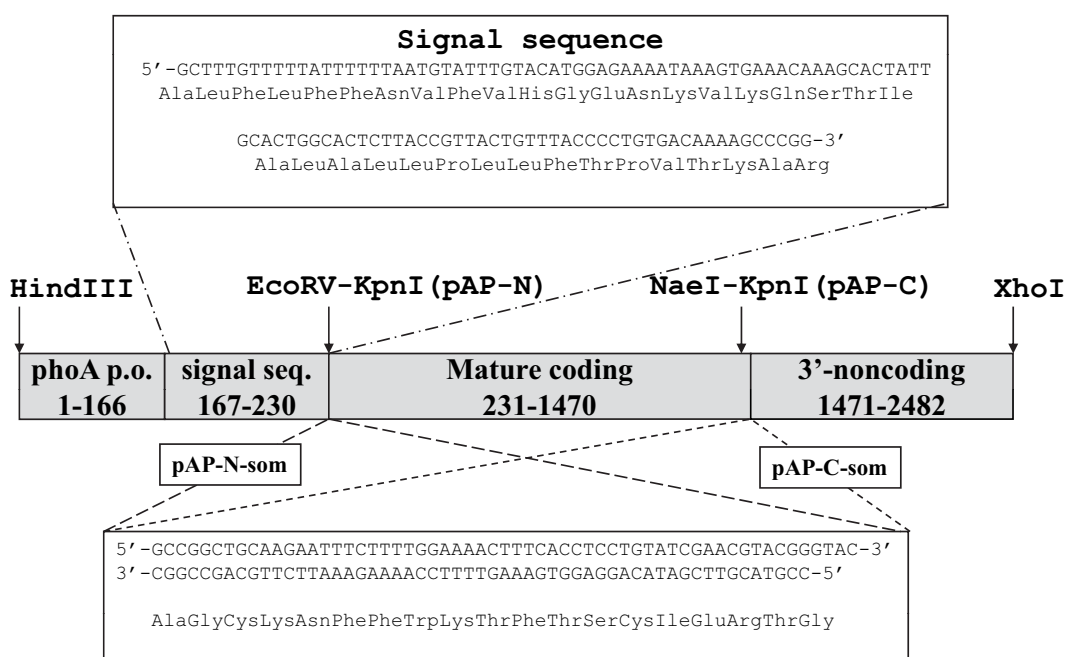 Signal sequence
5’-GCTTTGTTTTTATTTTTTAATGTATTTGTACATGGAGAAAATAAAGTGAAACAAAGCACTATT
AlaLeuPheLeuPhePheAsnValPheValHisGlyGluAsnLysValLysGlnSerThrIle
GCACTGGCACTCTTACCGTTACTGTTTACCCCTGTGACAAAAGCCCGG-3’
AlaLeuAlaLeuLeuProLeuLeuPheThrProValThrLysAlaArg
HindIII EcoRV-KpnI(pAP-N) NaeI-KpnI(pAP-C) XhoI
phoA p.o. signal seq. Mature coding 3’-noncoding
1-166 167-230 231-1470 1471-2482
pAP-N-som pAP-C-som
5’-GCCGGCTGCAAGAATTTCTTTTGGAAAACTTTCACCTCCTGTATCGAACGTACGGGTAC-3’
3’-CGGCCGACGTTCTTAAAGAAAACCTTTTGAAAGTGGAGGACATAGCTTGCATGCC-5’
AlaGlyCysLysAsnPhePheTrpLysThrPheThrSerCysIleGluArgThrGly